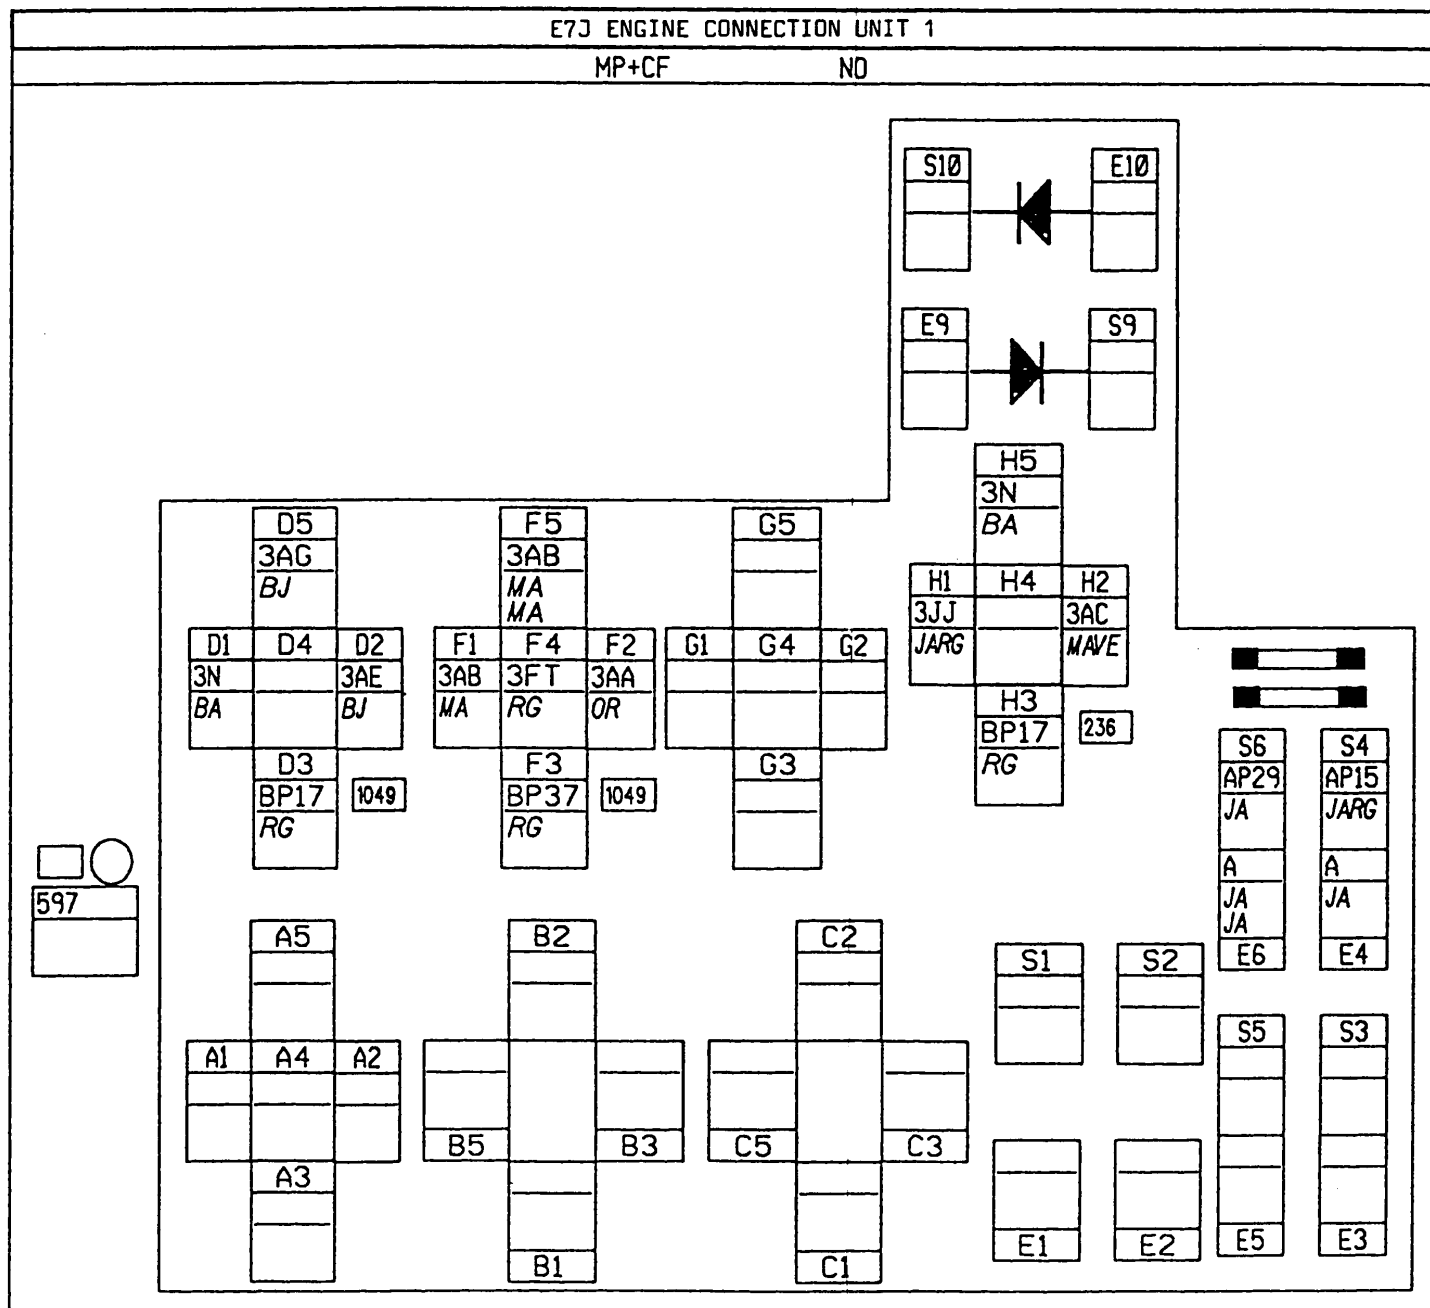 E7J ENGINE CONNECTION UNIT 1
MP+CF NO
S10 E10
E9 S9
H5
3N
BA
D5 F5 G5
3AG 3AB
BJ MA
MA
H1 H4 H2
3JJ 3AC
JARG MAVE
D1 D4 D2 F1 F4 F2 G1 G4 G2
3N 3AE 3AB 3FT 3AA
BA BJ MA RG OR
H3
BP17 236
RG
D3 F3 G3
BP17 1049 BP37 1049
RG RG
S6 S4
AP29 AP15
JA JARG
A A
JA JA
JA
E6 E4
597
A5 B2 C2
S1 S2
S5 S3
A1 A4 A2
B5 B3 C5 C3
A3
E1 E2 E5 E3
B1 C1